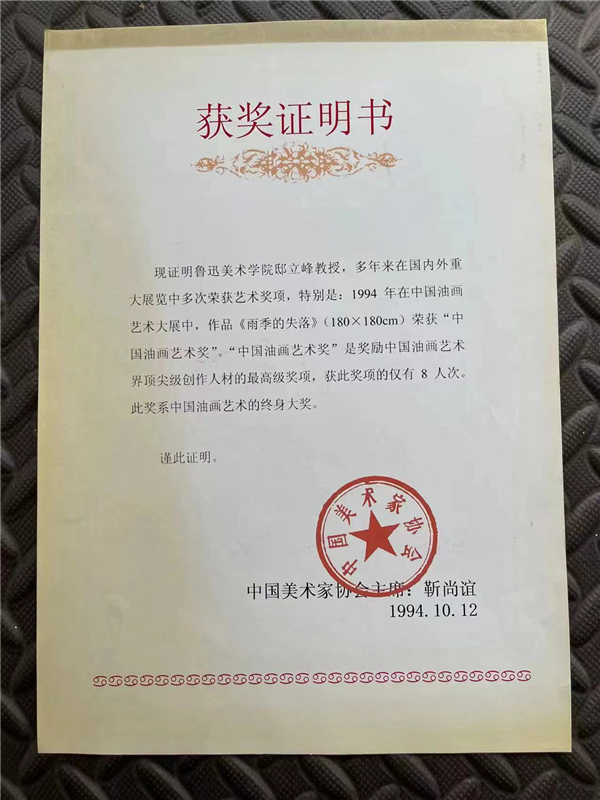 获奖证明书
现证明鲁迅美术学院邸立峰教授，多年来在国内外重
大展览中多次荣获艺术奖项，特别是：1994 年在中国油画
艺术大展中，作品《雨季的失落》（180×180cm）荣获“中
国油画艺术奖”。“中国油画艺术奖”是奖励中国油画艺术
界顶尖级创作人材的最高级奖项，获此奖项的仅有 8 人次。
此奖系中国油画艺术的终身大奖。
谨此证明。
中国美术家协会
中国美术家协会主席：靳尚谊
1994.10.12